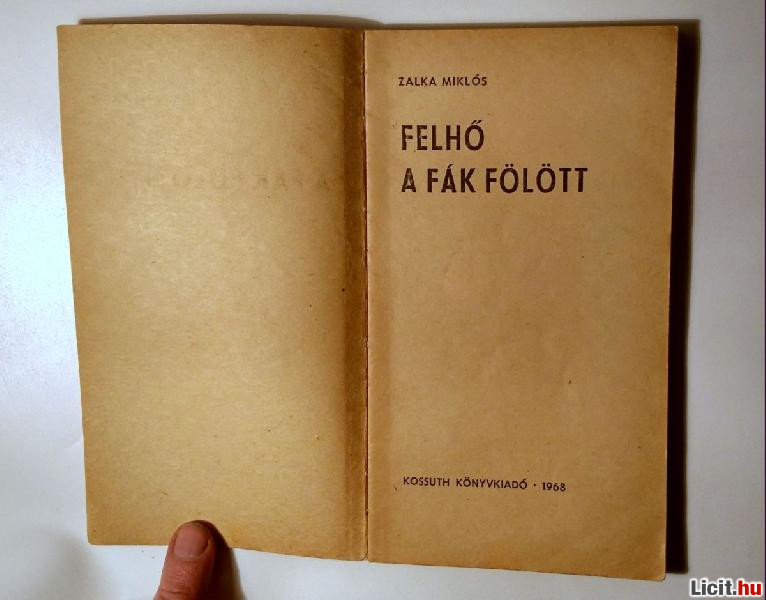 ZALKA MIKLÓS
FELHŐ
A FÁK FÖLÖTT
KOSSUTH KÖNYVKIADÓ · 1968
Licit.hu